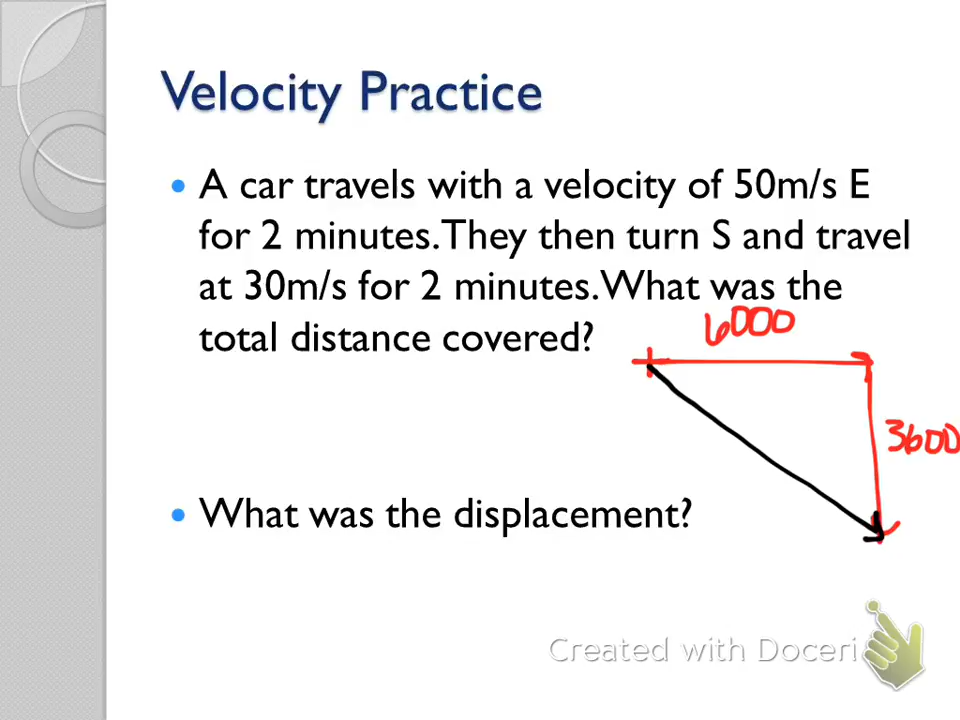 Velocity Practice
A car travels with a velocity of 50m/s E
for 2 minutes. They then turn S and travel
at 30m/s for 2 minutes. What was the
total distance covered?
6000
3600
What was the displacement?
Created with Doceri